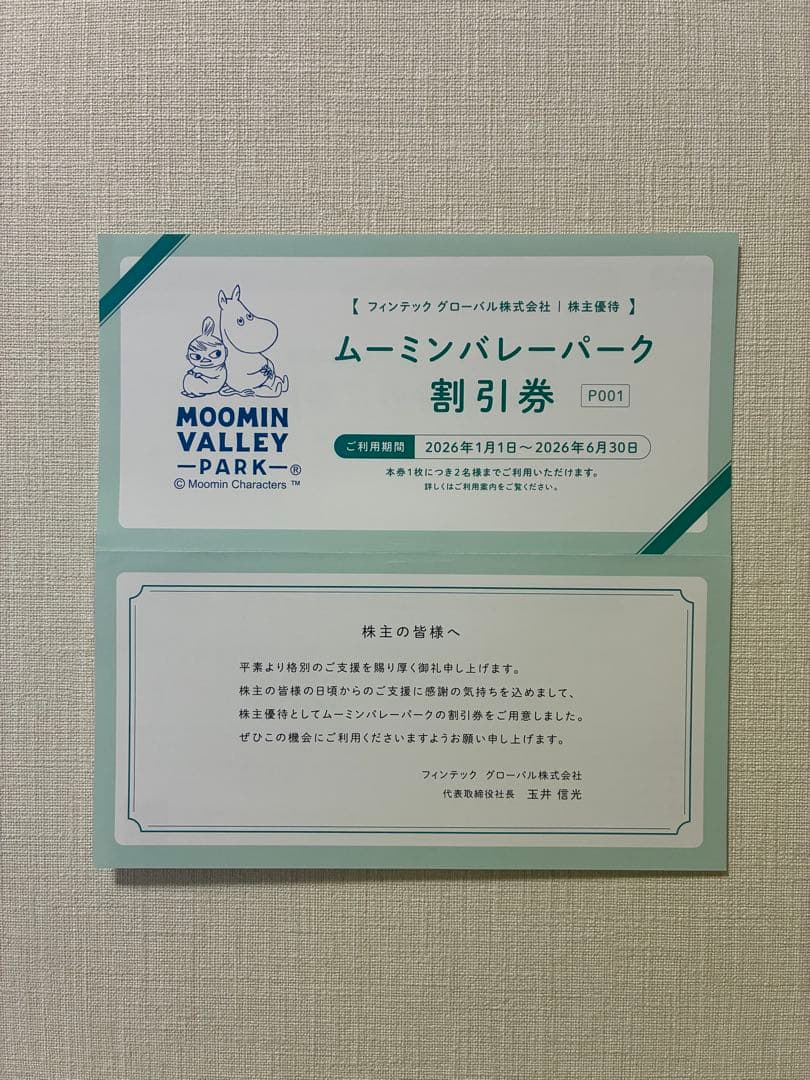 【 フィンテック グローバル株式会社 | 株主優待 】
ムーミンバレーパーク
割引券 P001
ご利用期間 2026年1月1日〜2026年6月30日
本券1枚につき2名様までご利用いただけます。
詳しくはご利用案内をご覧ください。
MOOMIN
VALLEY
PARK ®
© Moomin Characters ™
株主の皆様へ
平素より格別のご支援を賜り厚く御礼申し上げます。
株主の皆様の日頃からのご支援に感謝の気持ちを込めまして、
株主優待としてムーミンバレーパークの割引券をご用意しました。
ぜひこの機会にご利用くださいますようお願い申し上げます。
フィンテック グローバル株式会社
代表取締役社長 玉井 信光